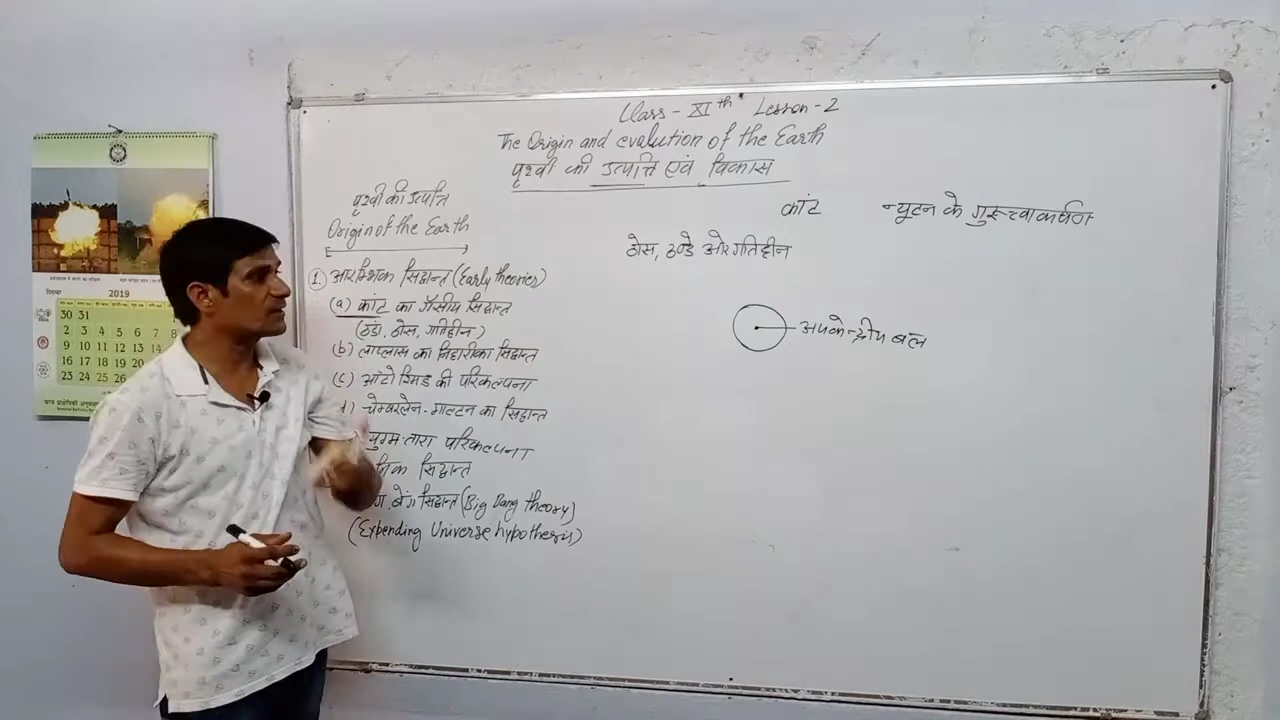 Class - XIth Lesson - 2
The Origin and evalution of the Earth
पृथ्वी की उत्पत्ति एवं विकास
पृथ्वी की उत्पत्ति
Origin of the Earth
1. आरम्भिक सिद्वान्त (Early theories)
(a) कांट का गैसीय सिद्वान्त
(ठंडा, ठोस, गतिहीन)
(b) लाप्लास का निहारीका सिद्वान्त
(c) ऑटो श्मिड की परिकल्पना
चेम्बरलेन - माल्टन का सिद्वान्त
युग्म-तारा परिकल्पना
सिद्वान्त
बेंग सिद्वान्त (Big Bang theory)
(Expending Universe hypothesis)
कांट न्यूटन के गुरूत्वाकर्षण
ठोस, ठण्डे ओर गतिहीन
अपकेन्द्रीय बल
2019
30 31
2 3 4 5 6 7 8
9 10 11 12 13 14
16 17 18 19 20
23 24 25 26